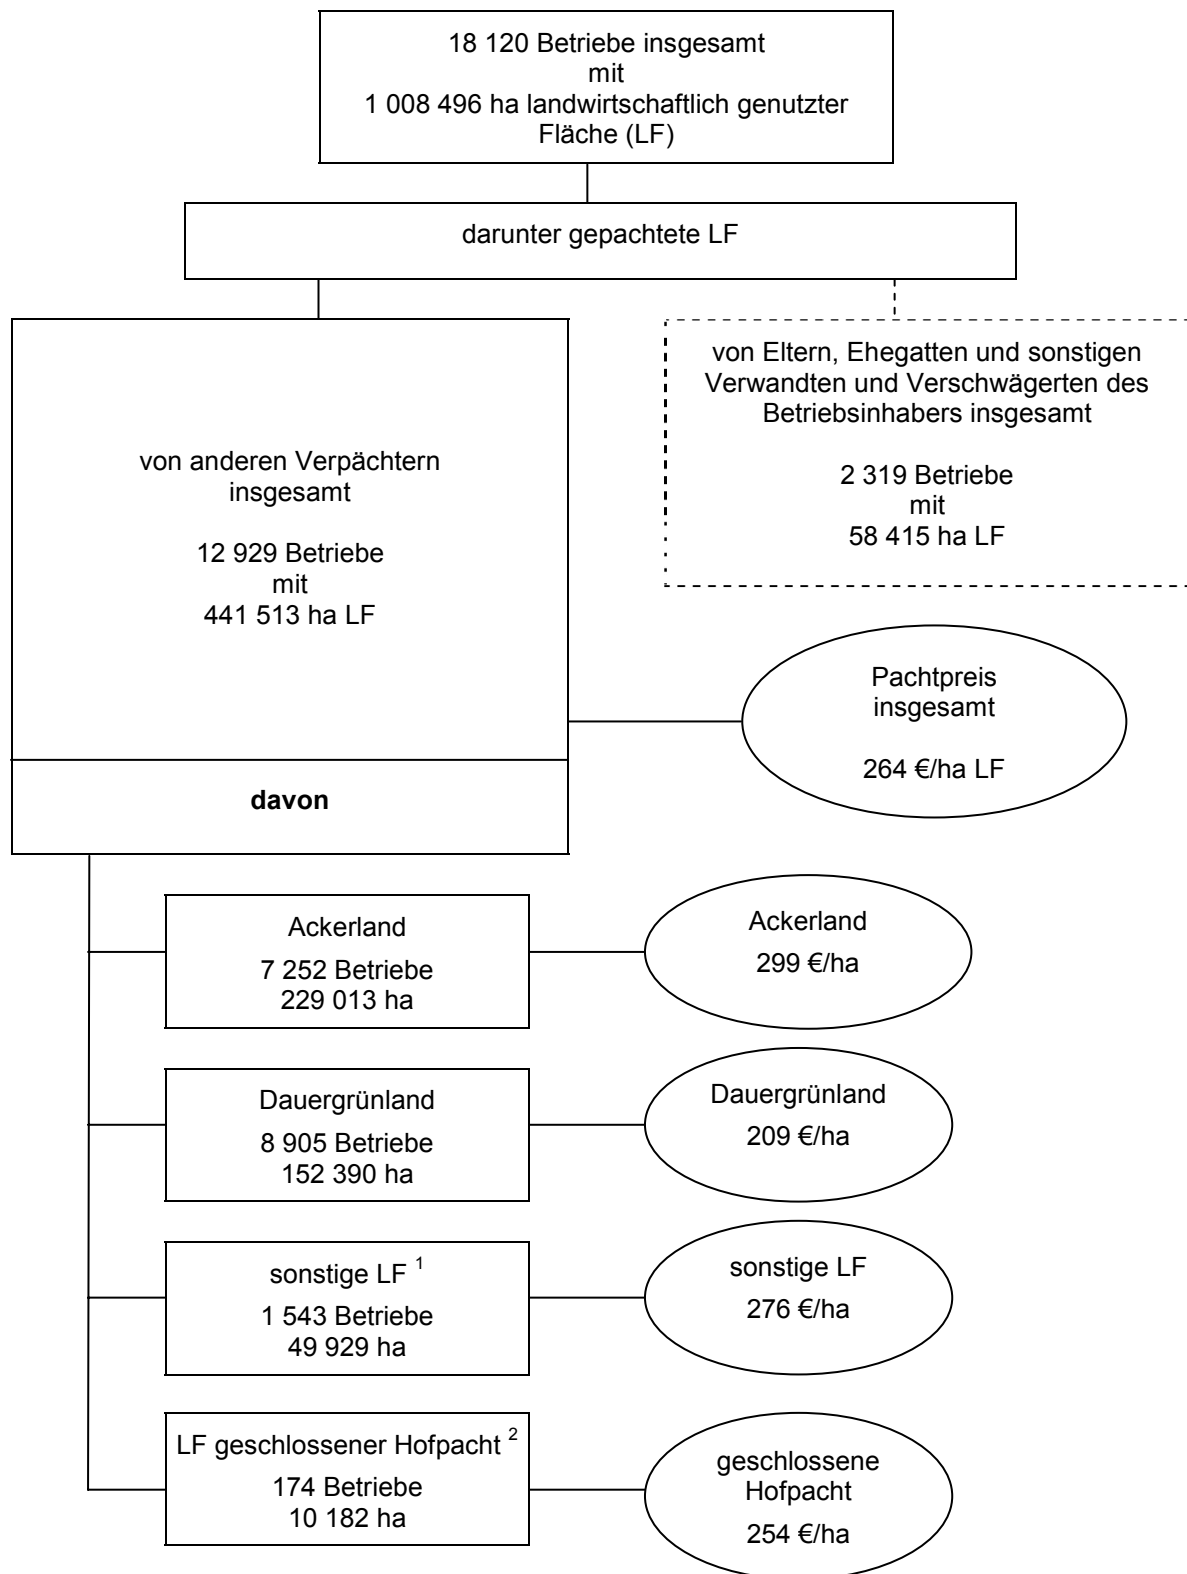 18 120 Betriebe insgesamt
mit
1 008 496 ha landwirtschaftlich genutzter
Fläche (LF)
darunter gepachtete LF
von anderen Verpächtern
insgesamt
12 929 Betriebe
mit
441 513 ha LF
von Eltern, Ehegatten und sonstigen
Verwandten und Verschwägerten des
Betriebsinhabers insgesamt
2 319 Betriebe
mit
58 415 ha LF
Pachtpreis
insgesamt
264 €/ha LF
davon
Ackerland
7 252 Betriebe
229 013 ha
Ackerland
299 €/ha
Dauergrünland
8 905 Betriebe
152 390 ha
Dauergrünland
209 €/ha
sonstige LF 1
1 543 Betriebe
49 929 ha
sonstige LF
276 €/ha
LF geschlossener Hofpacht 2
174 Betriebe
10 182 ha
geschlossene
Hofpacht
254 €/ha